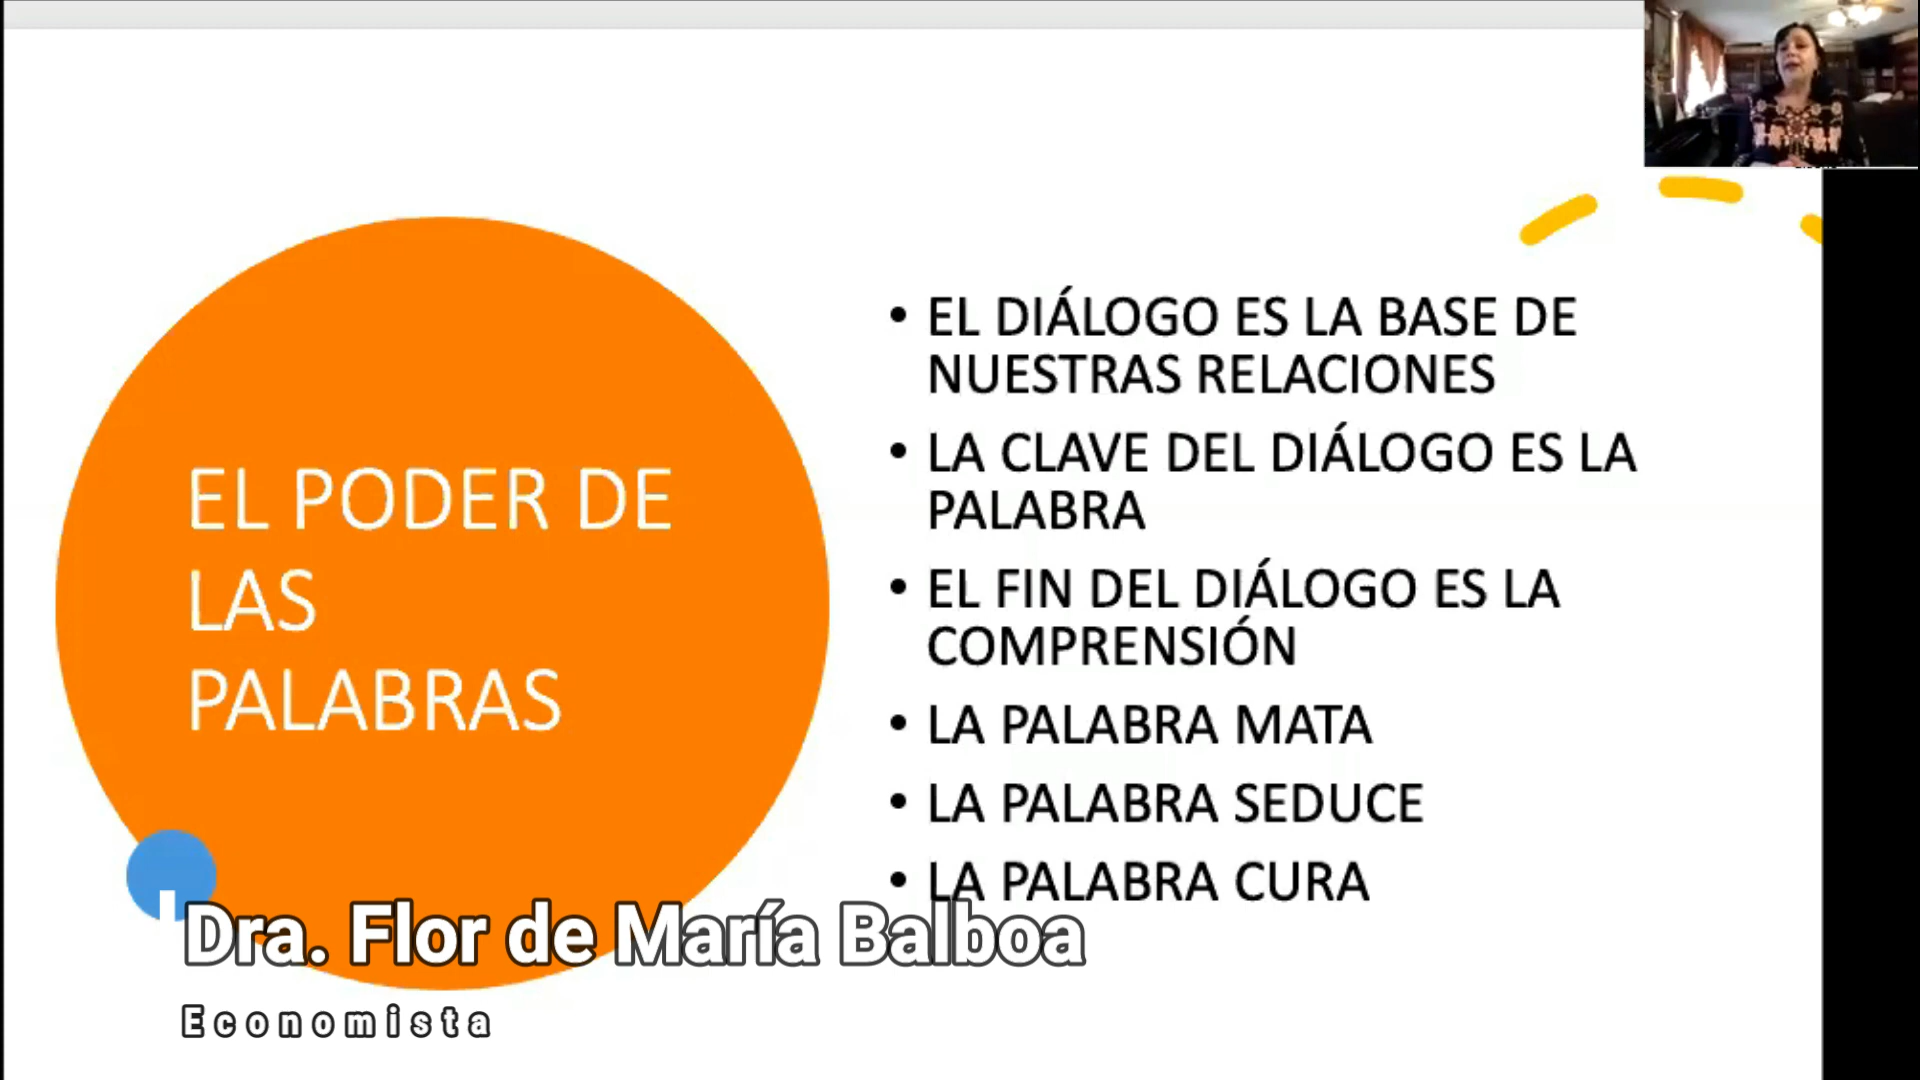 EL PODER DE
LAS
PALABRAS
• EL DIÁLOGO ES LA BASE DE
NUESTRAS RELACIONES
• LA CLAVE DEL DIÁLOGO ES LA
PALABRA
• EL FIN DEL DIÁLOGO ES LA
COMPRENSIÓN
• LA PALABRA MATA
• LA PALABRA SEDUCE
• LA PALABRA CURA
Dra. Flor de María Balboa
Economista